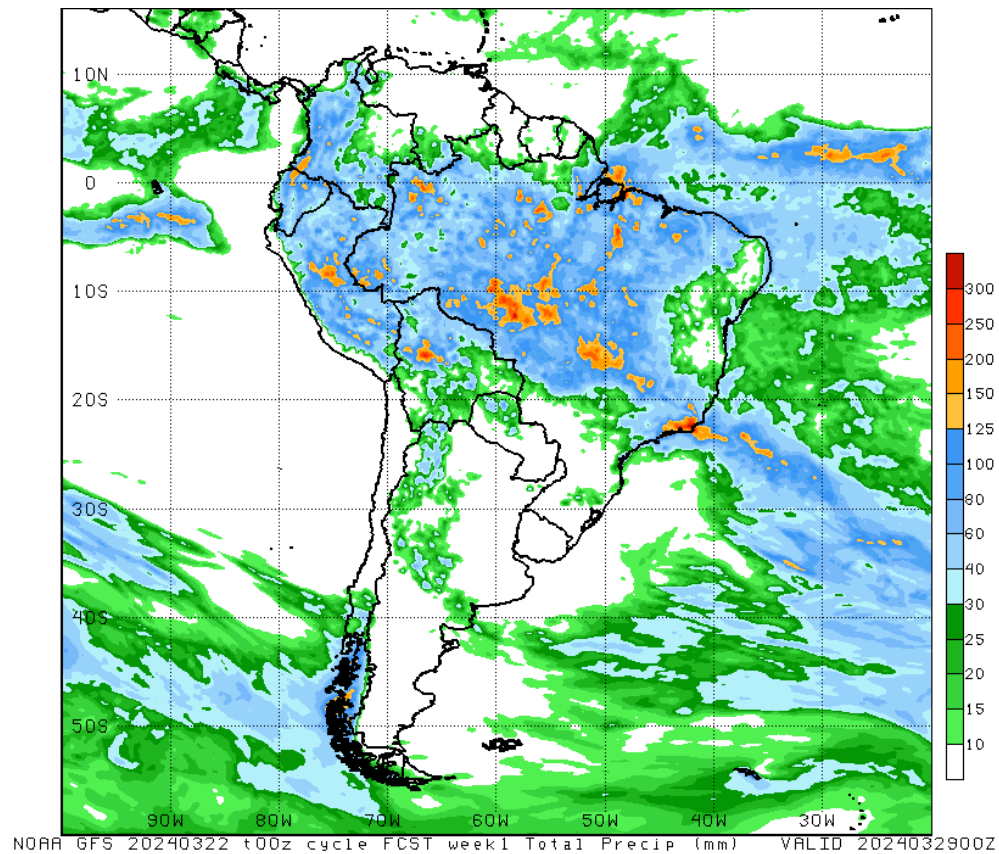 10N
0
10S
20S
30S
40S
50S
90W 80W 70W 60W 50W 40W 30W
300
250
200
150
125
100
80
60
40
30
25
20
15
10
NOAA GFS 20240322 t00z cycle FCST week1 Total Precip (mm) VALID 2024032900Z